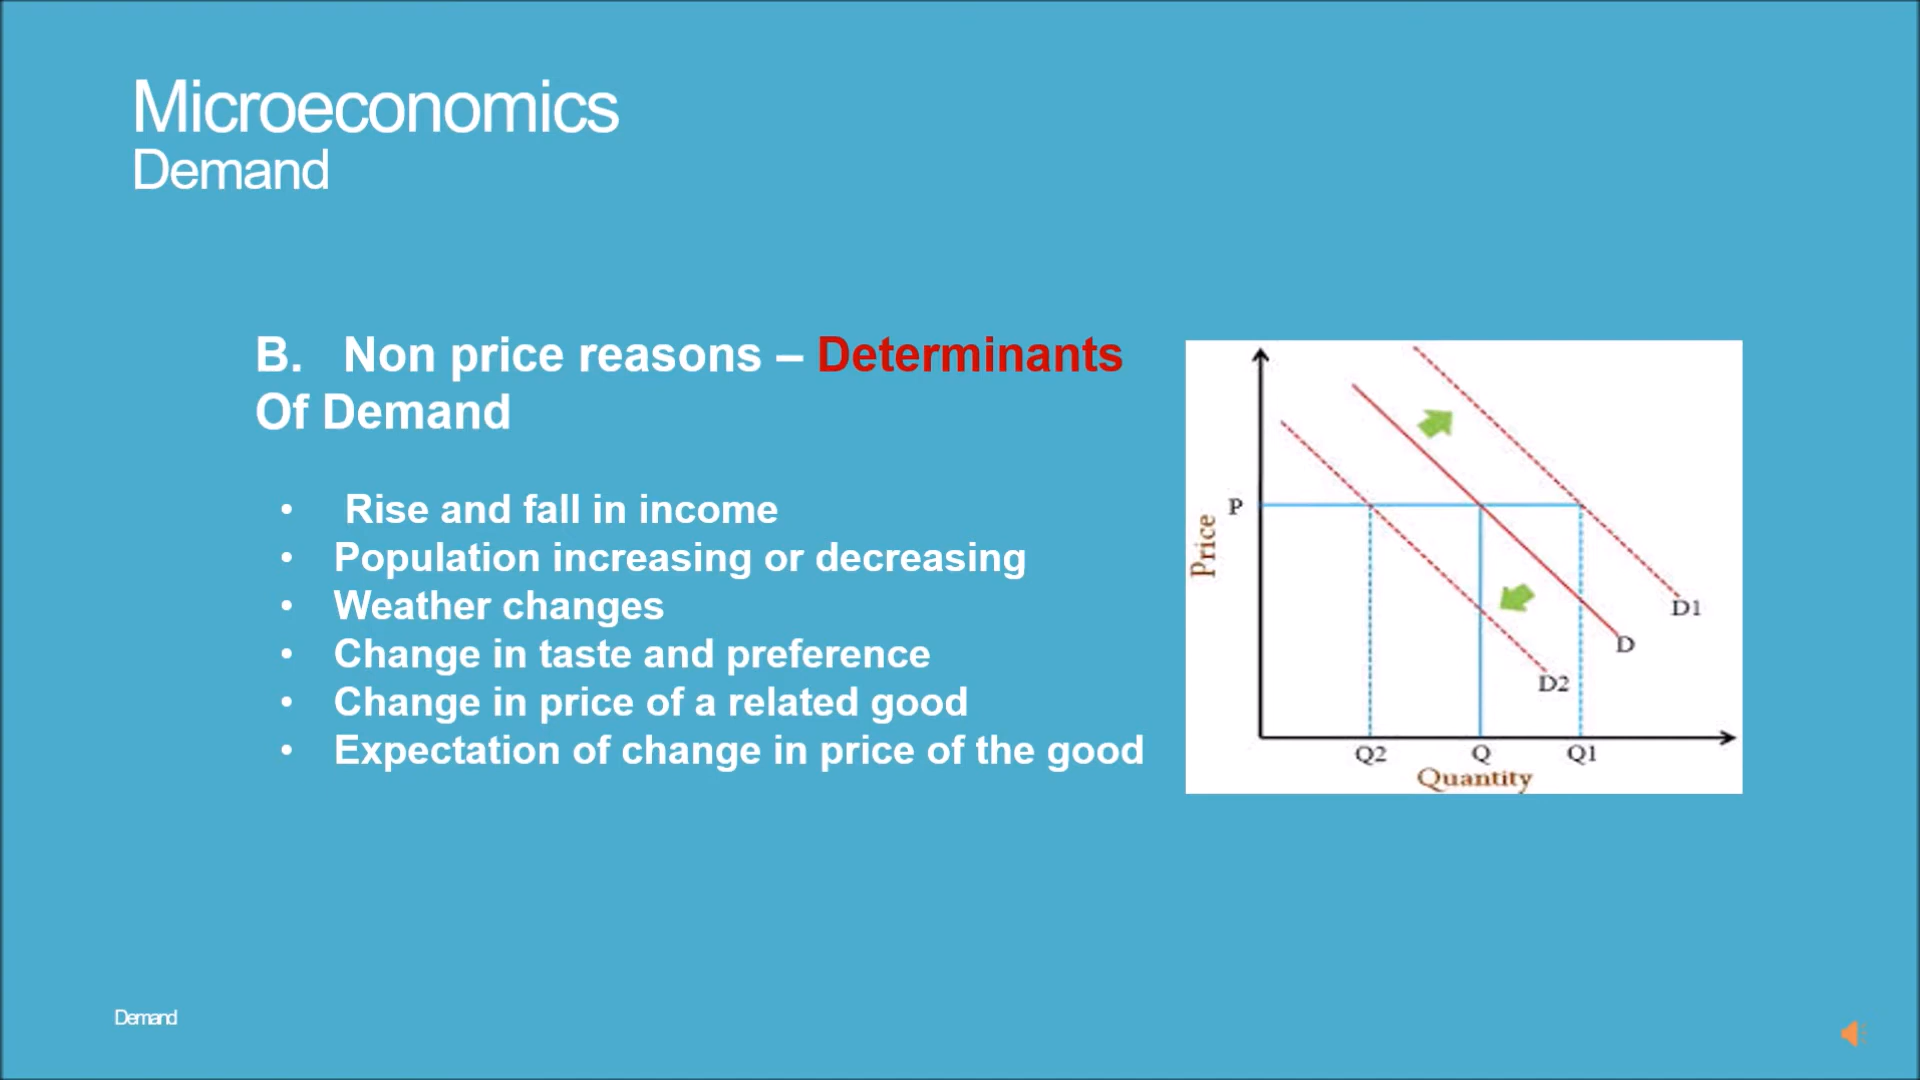 Microeconomics
Demand
B. Non price reasons – Determinants
Of Demand
• Rise and fall in income
• Population increasing or decreasing
• Weather changes
• Change in taste and preference
• Change in price of a related good
• Expectation of change in price of the good
P
Price
D1
D
D2
Q2 Q Q1
Quantity
Demand